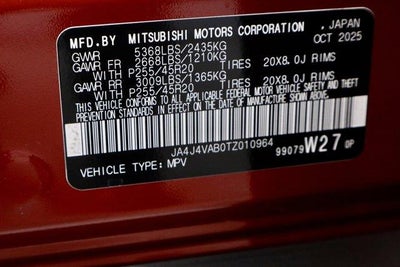 MFD.BY MITSUBISHI MOTORS CORPORATION , JAPAN
GVWR 5368LBS/2435KG OCT 2025
GAWR FR 2668LBS/1210KG
WITH P255/45R20 TIRES 20X8.0J RIMS
GAWR RR 3009LBS/1365KG
WITH P255/45R20 TIRES 20X8.0J RIMS
THIS VEHICLE CONFORMS TO ALL APPLICABLE FEDERAL MOTOR VEHICLE SAFETY AND THEFT
PREVENTION STANDARDS IN EFFECT ON THE DATE OF MANUFACTURE SHOWN ABOVE.
JA4J4VAB0TZ010964
VEHICLE TYPE: MPV
99079 W27 0P